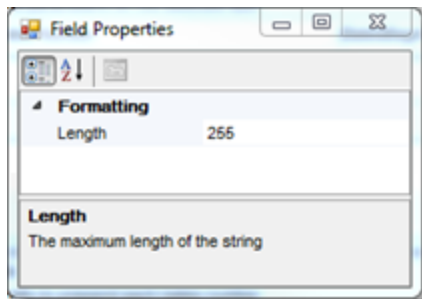 Field Properties
Formatting
Length 255
Length
The maximum length of the string